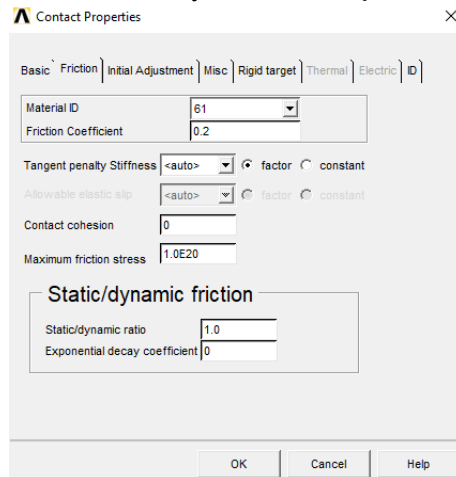 Contact Properties
Basic Friction Initial Adjustment Misc Rigid target Thermal Electric ID
Material ID 61
Friction Coefficient 0.2
Tangent penalty Stiffness <auto> factor constant
Allowable elastic slip <auto> factor constant
Contact cohesion 0
Maximum friction stress 1.0E20
Static/dynamic friction
Static/dynamic ratio 1.0
Exponential decay coefficient 0
OK Cancel Help